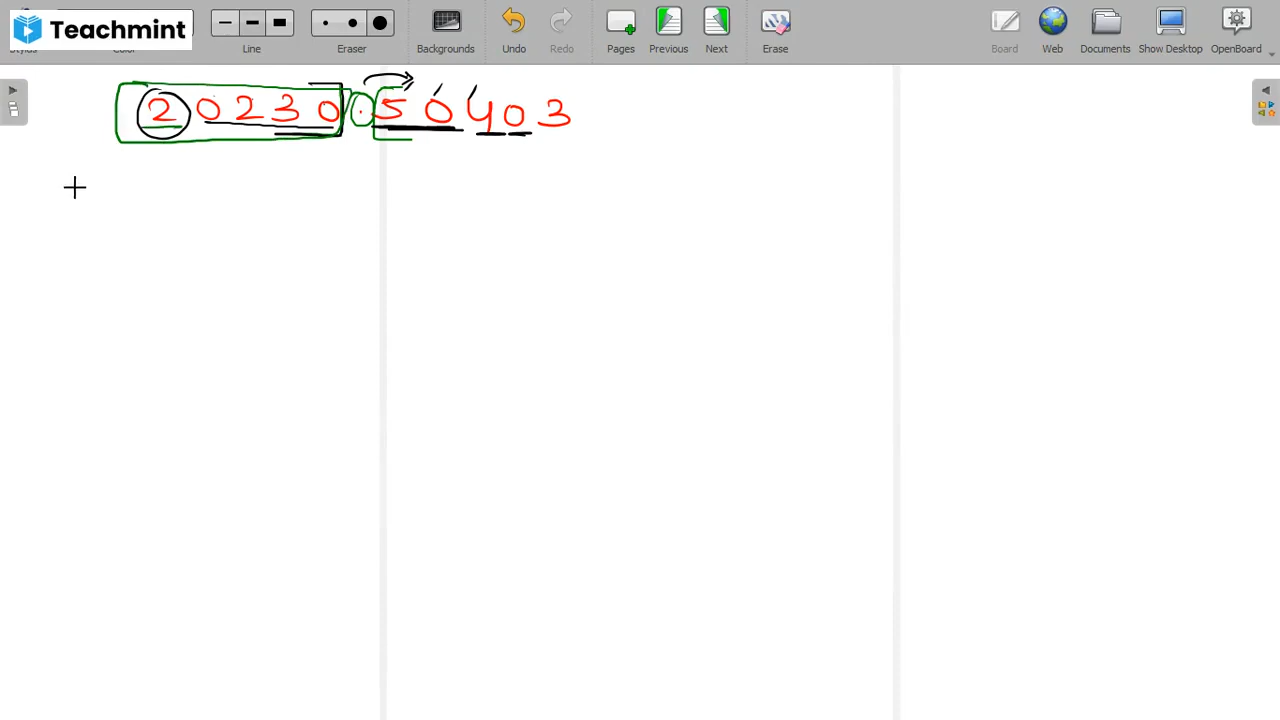 Teachmint
Line
Eraser
Backgrounds
Undo
Redo
Pages
Previous
Next
Erase
Board
Web
Documents
Show Desktop
OpenBoard
20230.50403